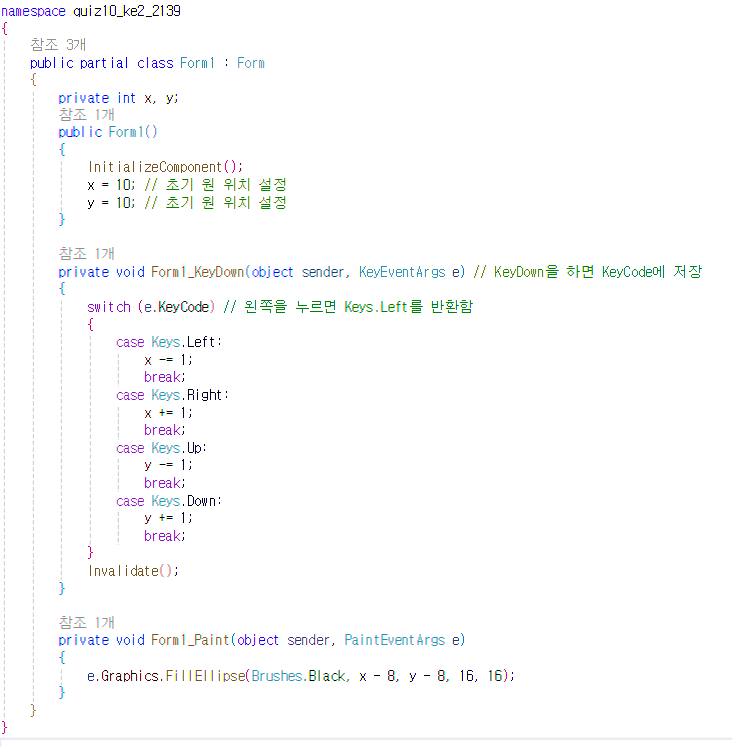 namespace quiz10_ke2_2139
{
참조 3개
public partial class Form1 : Form
{
private int x, y;
참조 1개
public Form1()
{
InitializeComponent();
x = 10; // 초기 원 위치 설정
y = 10; // 초기 원 위치 설정
}
참조 1개
private void Form1_KeyDown(object sender, KeyEventArgs e) // KeyDown을 하면 KeyCode에 저장
{
switch (e.KeyCode) // 왼쪽을 누르면 Keys.Left를 반환함
{
case Keys.Left:
x -= 1;
break;
case Keys.Right:
x += 1;
break;
case Keys.Up:
y -= 1;
break;
case Keys.Down:
y += 1;
break;
}
Invalidate();
}
참조 1개
private void Form1_Paint(object sender, PaintEventArgs e)
{
e.Graphics.FillEllipse(Brushes.Black, x - 8, y - 8, 16, 16);
}
}
}